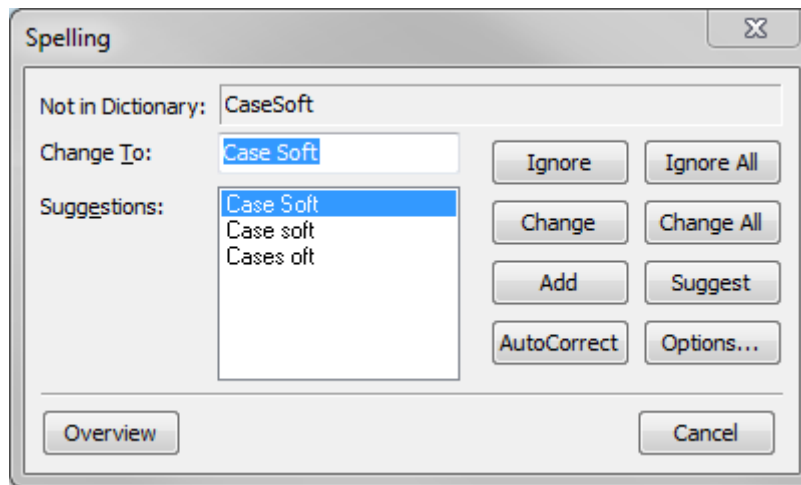 Spelling
Not in Dictionary: CaseSoft
Change To: Case Soft
Ignore Ignore All
Suggestions: Case Soft
Case soft
Cases oft
Change Change All
Add Suggest
AutoCorrect Options...
Overview Cancel